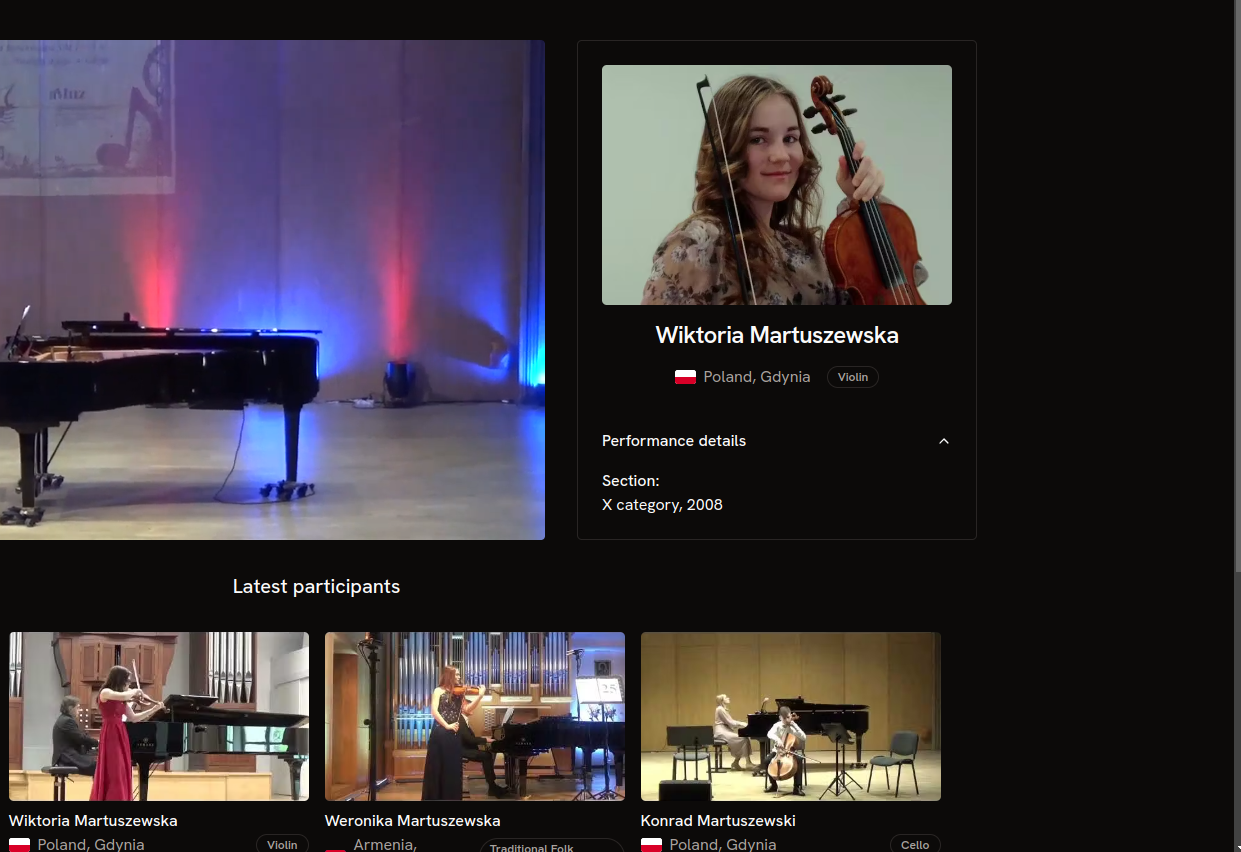 Wiktoria Martuszewska
Poland, Gdynia
Violin
Performance details
Section:
X category, 2008
Latest participants
25
Wiktoria Martuszewska
Poland, Gdynia
Violin
Weronika Martuszewska
Armenia,
Traditional Folk
Konrad Martuszewski
Poland, Gdynia
Cello